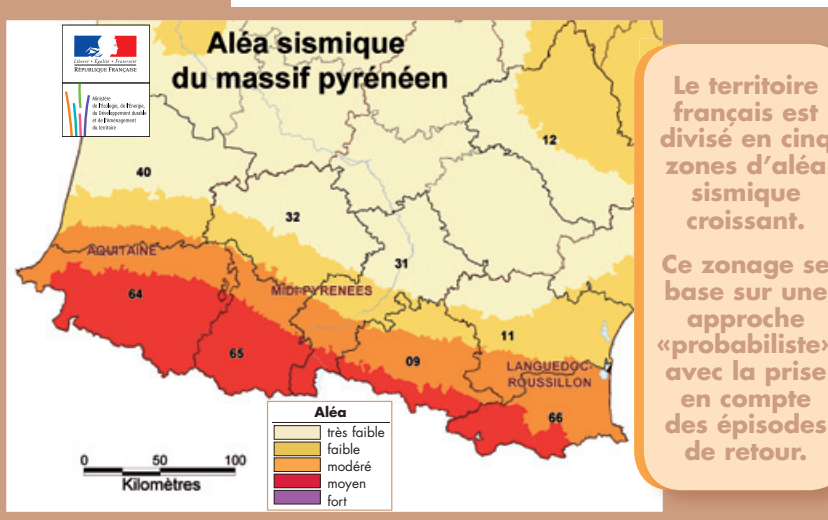 Aléa sismique
du massif pyrénéen
Liberté • Égalité • Fraternité
RÉPUBLIQUE FRANÇAISE
Ministère
de l'Écologie, de l'Énergie,
du Développement durable
et de l'Aménagement
du territoire
12
40
32
31
AQUITAINE
MIDI-PYRENEES
64
65
09
11
LANGUEDOC-
ROUSSILLON
66
Aléa
très faible
faible
modéré
moyen
fort
0 50 100
Kilomètres
Le territoire
français est
divisé en cinq
zones d'aléa
sismique
croissant.
Ce zonage se
base sur une
approche
«probabiliste»
avec la prise
en compte
des épisodes
de retour.